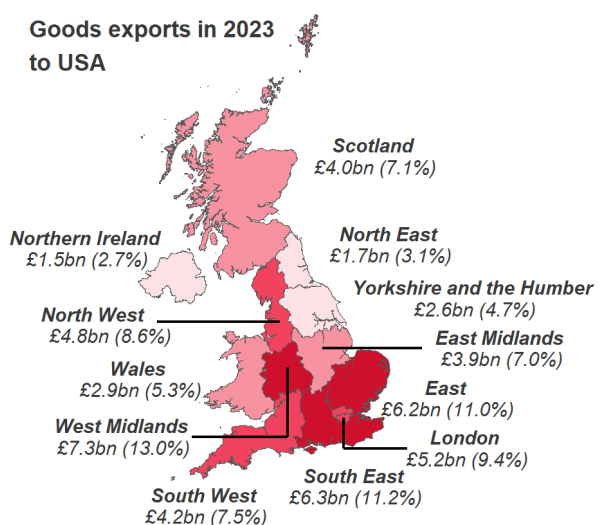 Goods exports in 2023
to USA
Scotland
£4.0bn (7.1%)
Northern Ireland
£1.5bn (2.7%)
North East
£1.7bn (3.1%)
Yorkshire and the Humber
£2.6bn (4.7%)
North West
£4.8bn (8.6%)
East Midlands
£3.9bn (7.0%)
Wales
£2.9bn (5.3%)
East
£6.2bn (11.0%)
West Midlands
£7.3bn (13.0%)
London
£5.2bn (9.4%)
South East
£6.3bn (11.2%)
South West
£4.2bn (7.5%)